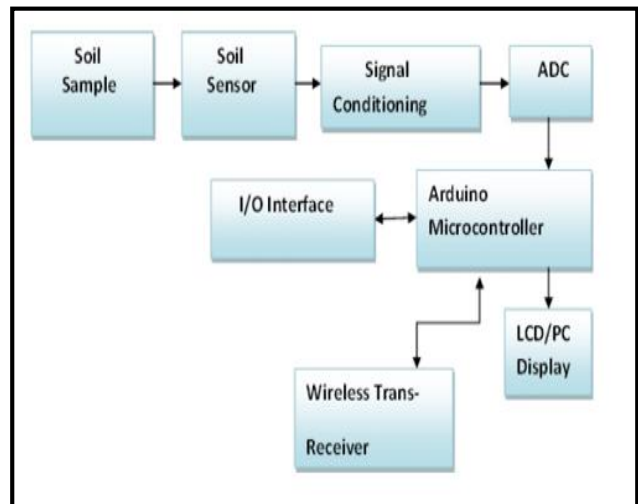 Soil
Sample
Soil
Sensor
Signal
Conditioning
ADC
I/O Interface
Arduino
Microcontroller
LCD/PC
Display
Wireless Trans-
Receiver